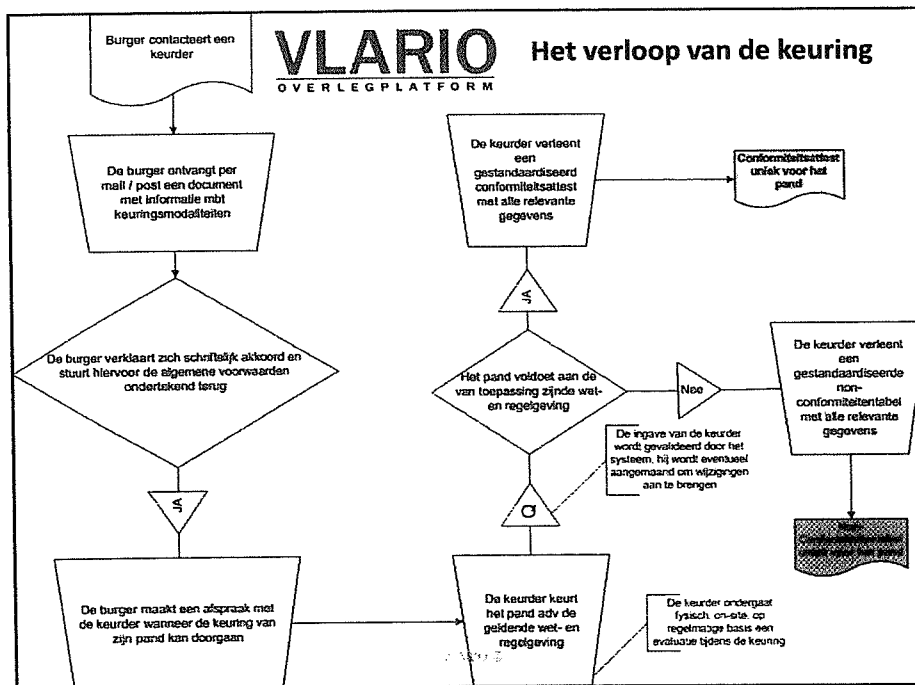 Burger contacteert een
keurder
VLARIO
OVERLEGPLATFORM
Het verloop van de keuring
De burger ontvangt per
mail / post een document
met informatie mbt
keuringsmodaliteiten
De burger verklaart zich schriftelijk akkoord en
stuurt hiervoor de algemene voorwaarden
ondertekend terug
JA
De burger maakt een afspraak met
de keurder wanneer de keuring van
zijn pand kan doorgaan
De keurder keurt
het pand adv de
geldende wet- en
regelgeving
De keurder ondergaat
fysisch, on-site, op
regelmatige basis een
evaluatie tijdens de keuring
Q
De ingave van de keurder
wordt gevalideerd door het
systeem, hij wordt eventueel
aangemaand om wijzigingen
aan te brengen
Het pand voldoet aan de
van toepassing zijnde wet-
en regelgeving
JA
De keurder verleent
een
gestandaardiseerd
conformiteitsattest
met alle relevante
gegevens
Conformiteitsattest
uniek voor het
pand
Nee
De keurder verleent
een
gestandaardiseerde
non-
conformiteitentabel
met alle relevante
gegevens